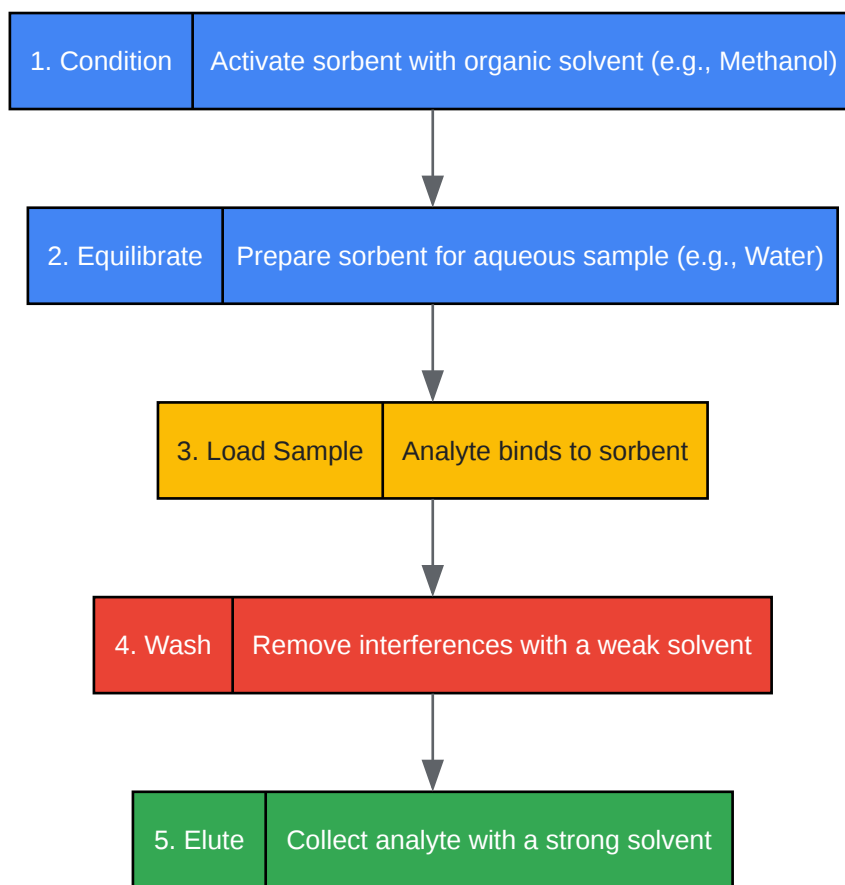 1. Condition
Activate sorbent with organic solvent (e.g., Methanol)
2. Equilibrate
Prepare sorbent for aqueous sample (e.g., Water)
3. Load Sample
Analyte binds to sorbent
4. Wash
Remove interferences with a weak solvent
5. Elute
Collect analyte with a strong solvent